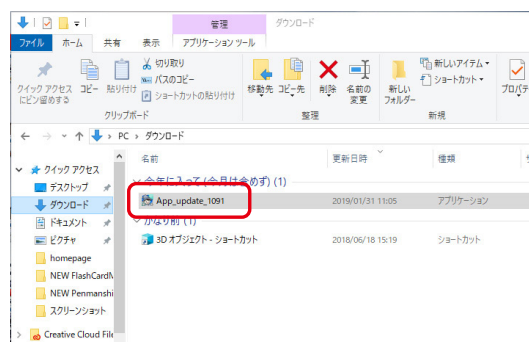 管理
ダウンロード
ファイル ホーム 共有 表示 アプリケーション ツール
クイック アクセス
にピン留めする
コピー
貼り付け
切り取り
パスのコピー
ショートカットの貼り付け
移動先 コピー先 削除 名前の
変更
新しい
フォルダー
新しいアイテム
ショートカット
プロパテ
クリップボード 整理 新規
PC › ダウンロード
名前 更新日時 種類
クイック アクセス
デスクトップ
ダウンロード
ドキュメント
ピクチャ
homepage
NEW FlashCard
NEW Penmanshi
スクリーンショット
Creative Cloud File
今年に入って (今月は含めず) (1)
App_update_1091 2019/01/31 11:05 アプリケーション
かなり前 (1)
3D オブジェクト - ショートカット 2018/06/18 15:19 ショートカット